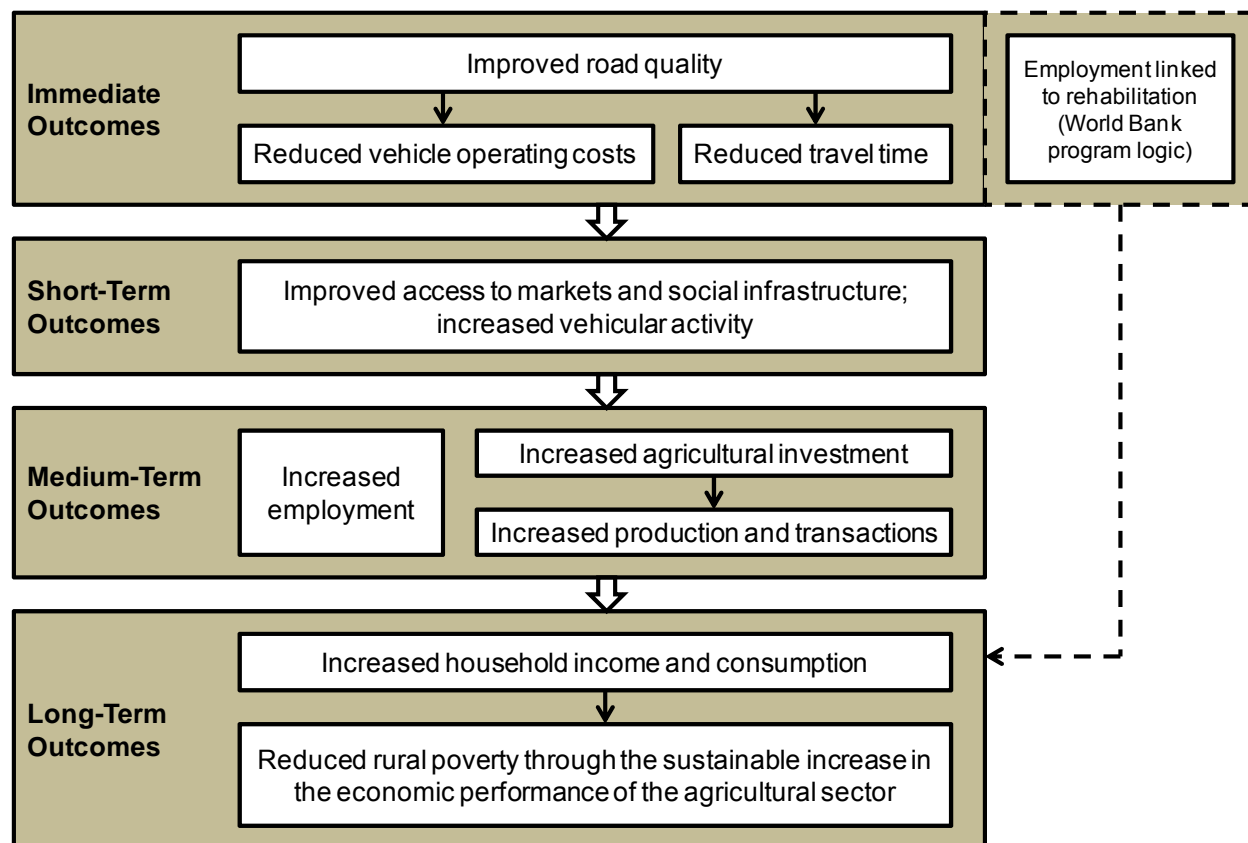 Immediate
Outcomes
Improved road quality
Reduced vehicle operating costs
Reduced travel time
Employment linked
to rehabilitation
(World Bank
program logic)
Short-Term
Outcomes
Improved access to markets and social infrastructure;
increased vehicular activity
Medium-Term
Outcomes
Increased
employment
Increased agricultural investment
Increased production and transactions
Long-Term
Outcomes
Increased household income and consumption
Reduced rural poverty through the sustainable increase in
the economic performance of the agricultural sector